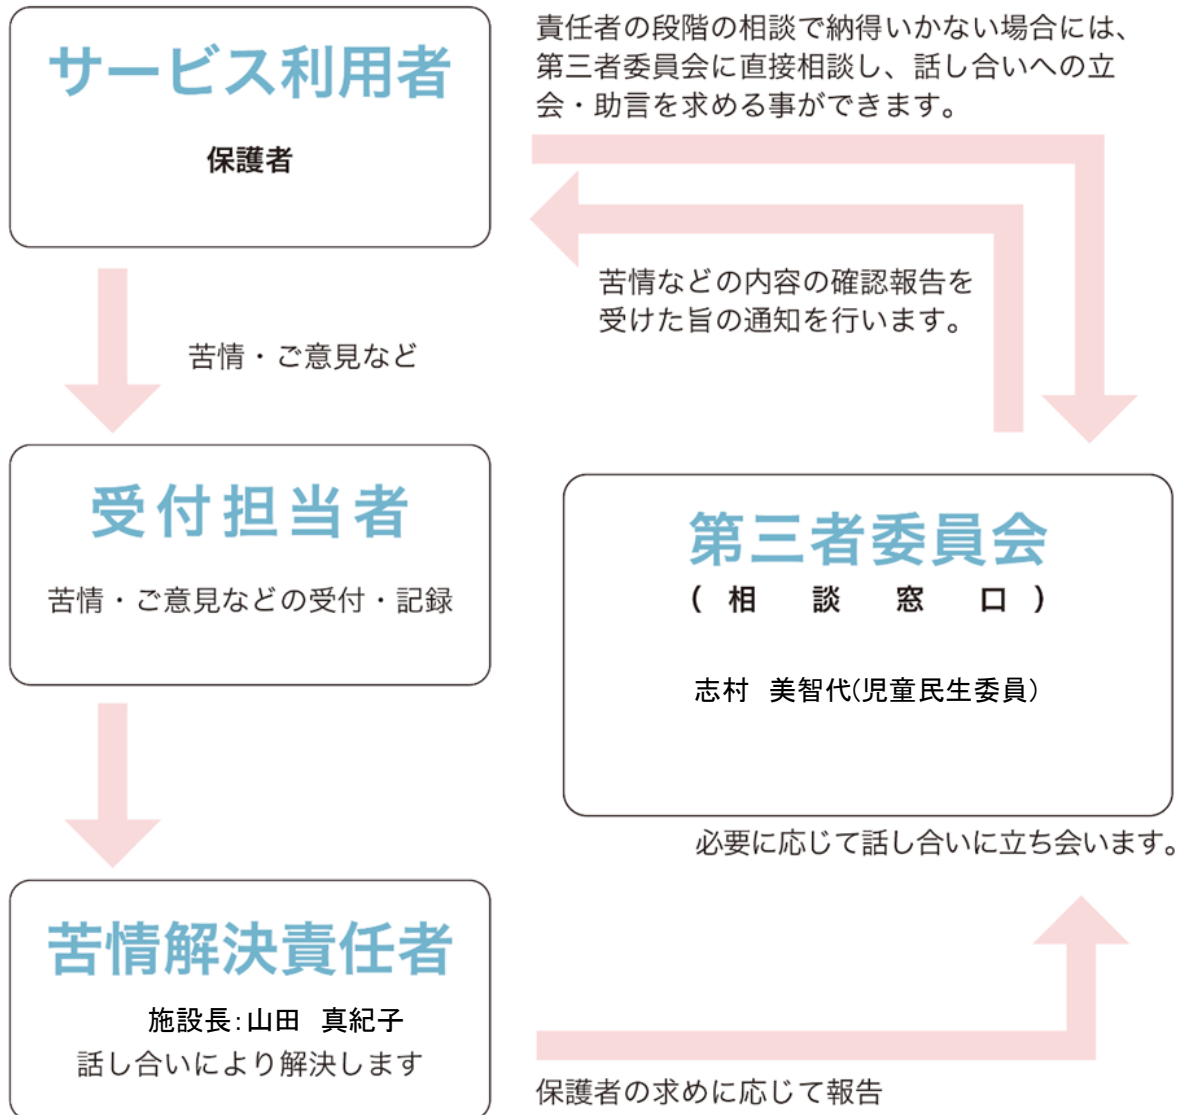 サービス利用者
保護者
責任者の段階の相談で納得いかない場合には、
第三者委員会に直接相談し、話し合いへの立
会・助言を求める事ができます。
苦情などの内容の確認報告を
受けた旨の通知を行います。
苦情・ご意見など
受付担当者
苦情・ご意見などの受付・記録
第三者委員会
(相談窓口)
志村　美智代(児童民生委員)
必要に応じて話し合いに立ち会います。
苦情解決責任者
施設長:山田　真紀子
話し合いにより解決します
保護者の求めに応じて報告